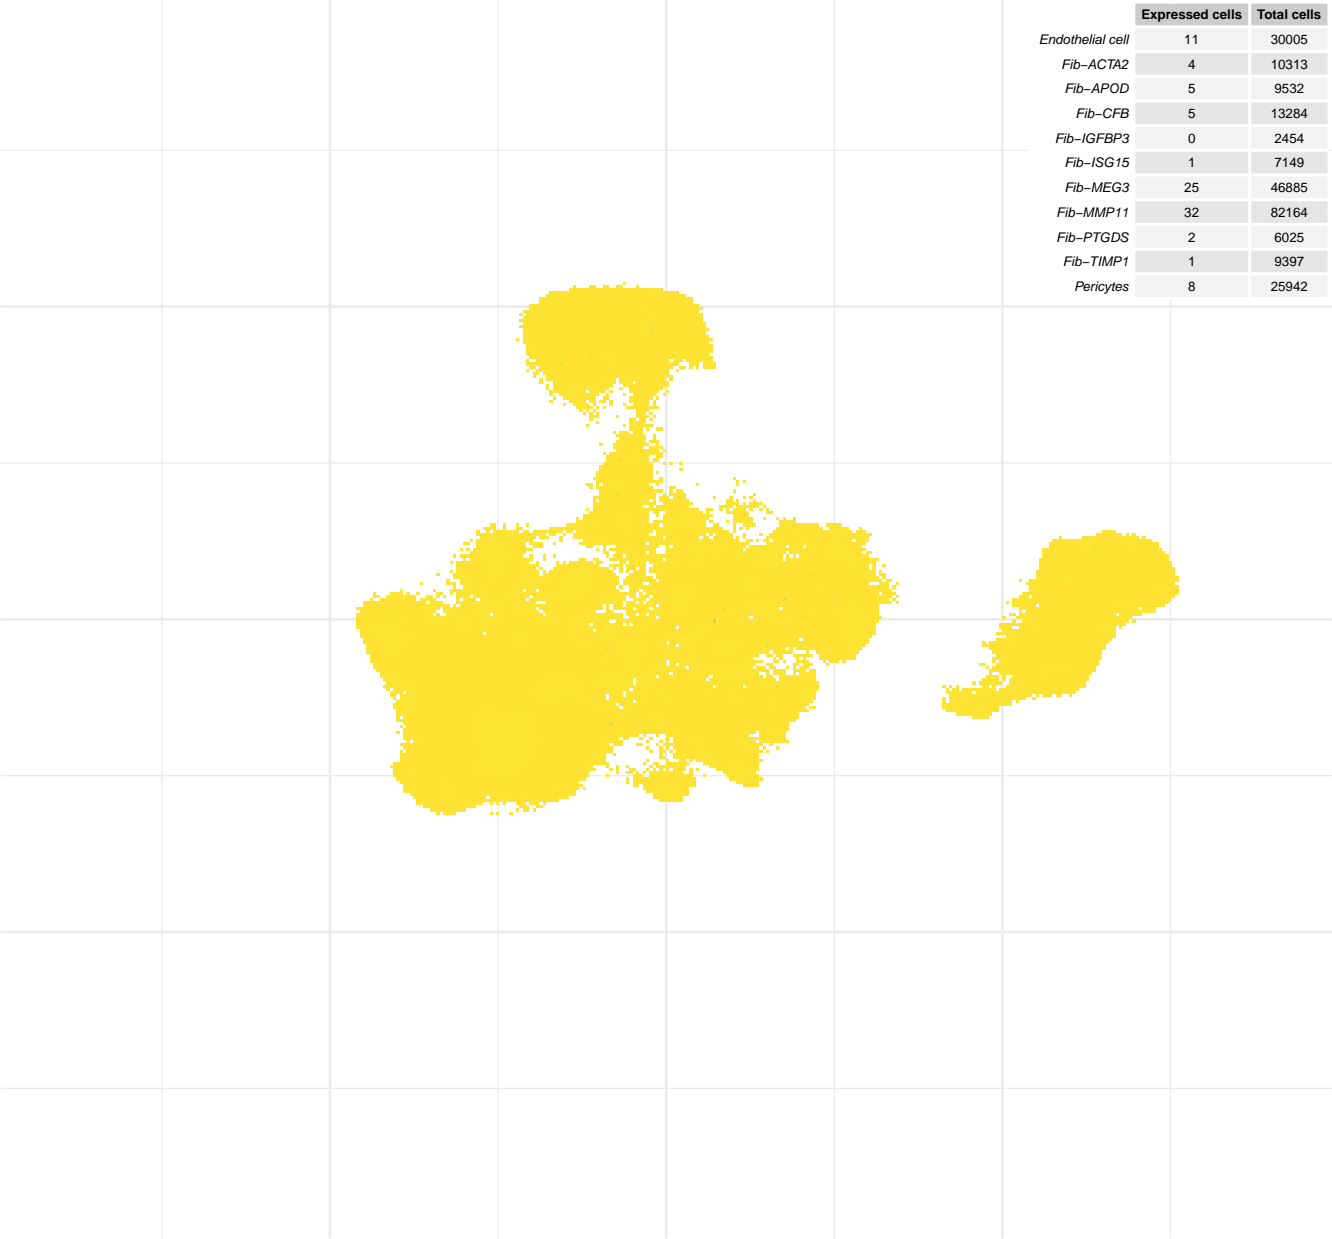 Expressed cells Total cells
Endothelial cell 11 30005
Fib−ACTA2 4 10313
Fib−APOD 5 9532
Fib−CFB 5 13284
Fib−IGFBP3 0 2454
Fib−ISG15 1 7149
Fib−MEG3 25 46885
Fib−MMP11 32 82164
Fib−PTGDS 2 6025
Fib−TIMP1 1 9397
Pericytes 8 25942